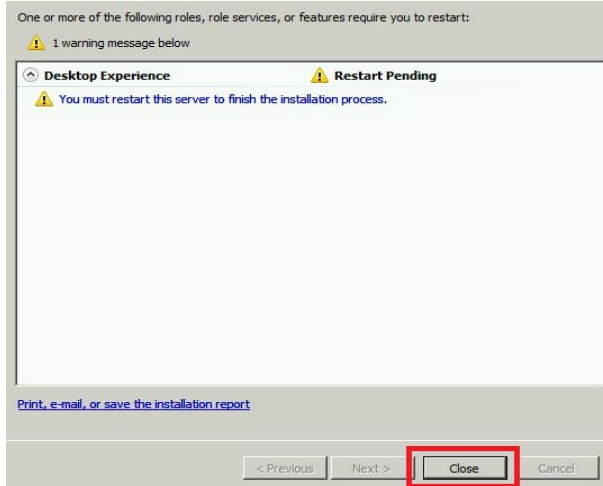 One or more of the following roles, role services, or features require you to restart:
1 warning message below
Desktop Experience Restart Pending
You must restart this server to finish the installation process.
Print, e-mail, or save the installation report
< Previous Next > Close Cancel